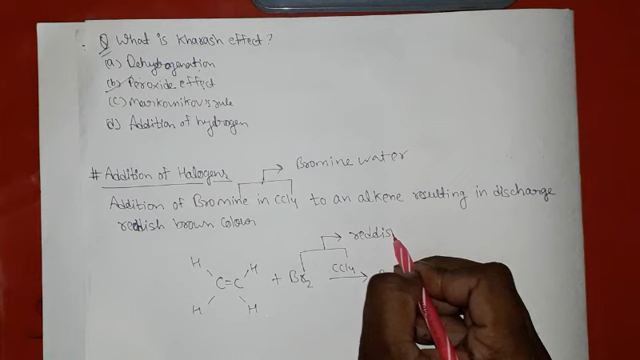 Q What is Kharash effect?
(a) Dehydrogenation
(b) Peroxide effect
(c) Markovnikov's rule
(d) Addition of hydrogen
# Addition of Halogens → Bromine water
Addition of Bromine in CCl4 to an alkene resulting in discharge
reddish brown colour
→ reddis
H H
C=C + Br2 CCl4 →
H H